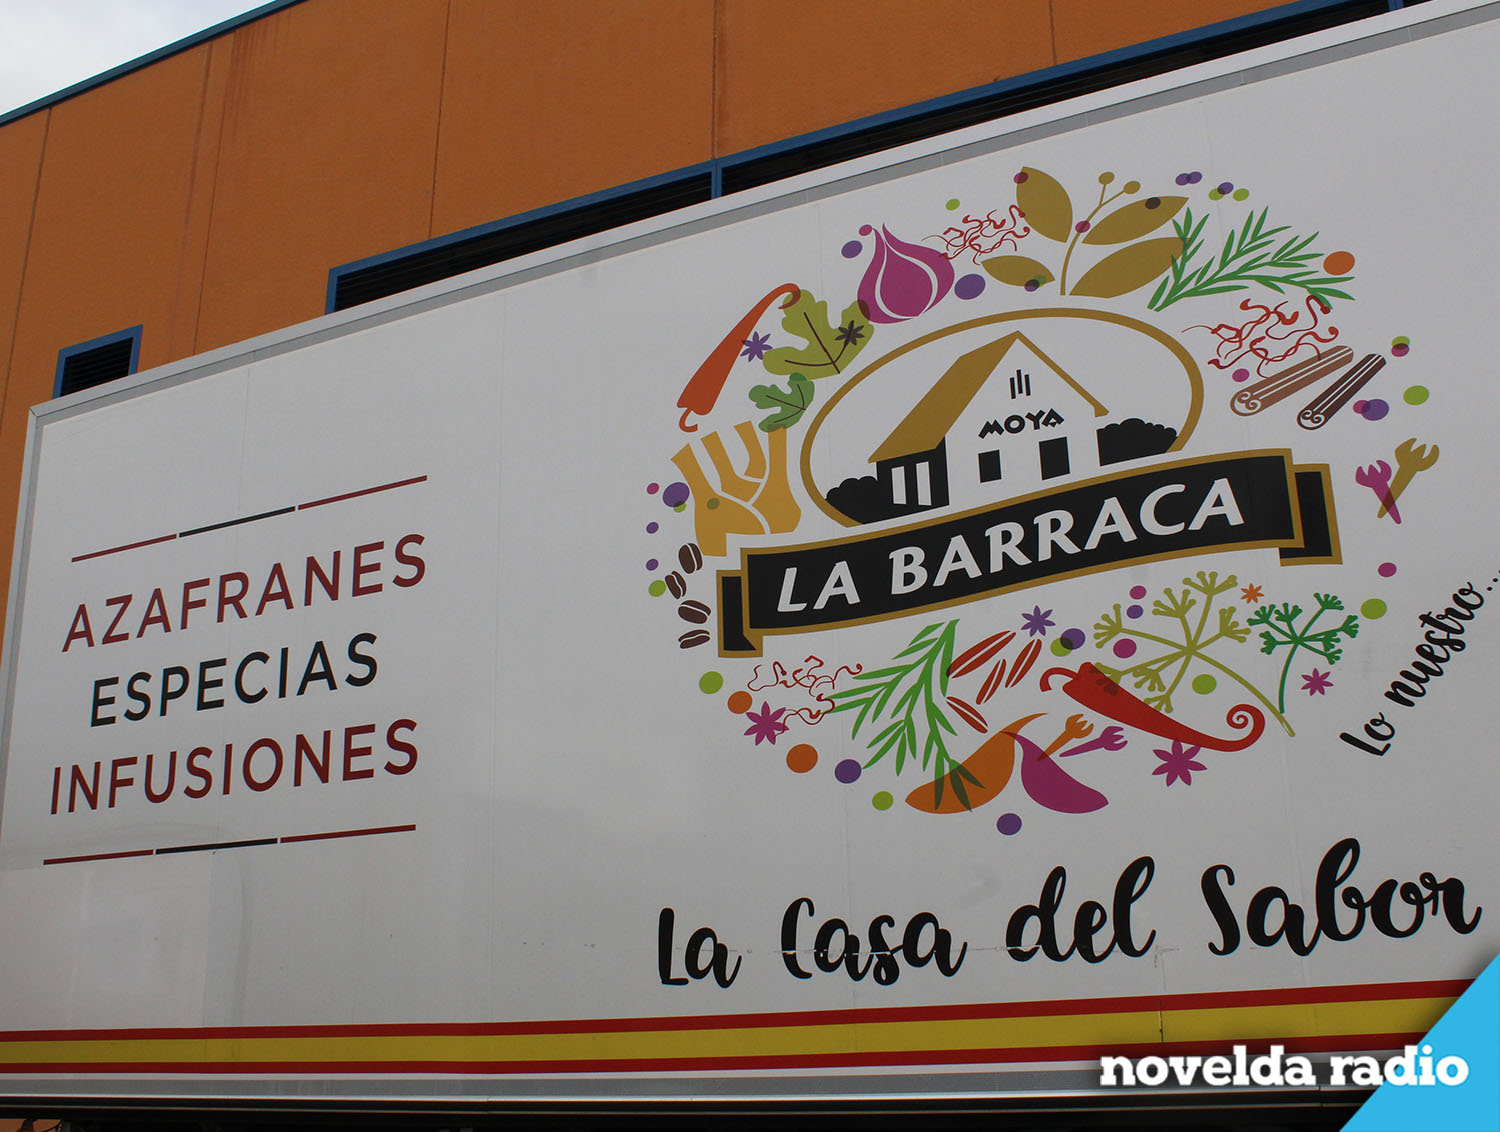 AZAFRANES
ESPECIAS
INFUSIONES
MOYA
LA BARRACA
Lo nuestro...
La Casa del Sabor
novelda radio